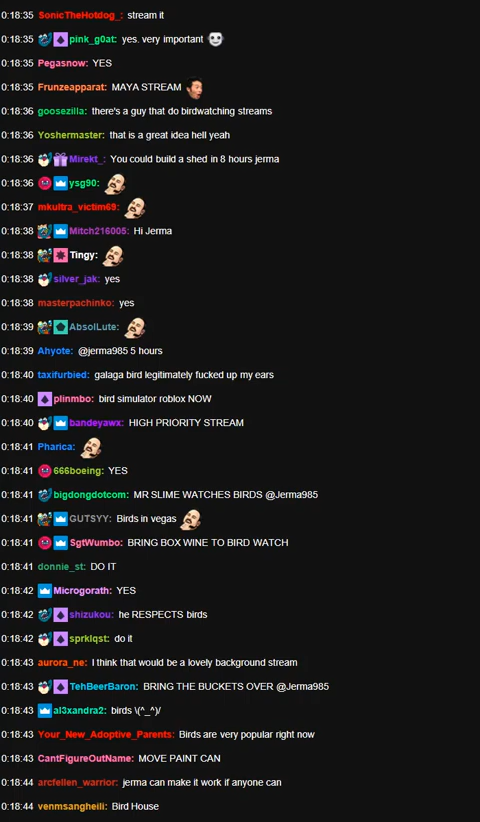 0:18:35 SonicTheHotdog_: stream it
0:18:35 pink_g0at: yes. very important
0:18:35 Pegasnow: YES
0:18:35 Frunzeapparat: MAYA STREAM
0:18:36 goosezilla: there's a guy that do birdwatching streams
0:18:36 Yoshermaster: that is a great idea hell yeah
0:18:36 Mirekt_: You could build a shed in 8 hours jerma
0:18:36 ysg90:
0:18:37 mkultra_victim69:
0:18:38 Mitch216005: Hi Jerma
0:18:38 Tingy:
0:18:38 silver_jak: yes
0:18:38 masterpachinko: yes
0:18:39 AbsolLute:
0:18:39 Ahyote: @jerma985 5 hours
0:18:40 taxifurbied: galaga bird legitimately fucked up my ears
0:18:40 plinmbo: bird simulator roblox NOW
0:18:40 bandeyawx: HIGH PRIORITY STREAM
0:18:41 Pharica:
0:18:41 666boeing: YES
0:18:41 bigdongdotcom: MR SLIME WATCHES BIRDS @Jerma985
0:18:41 GUTSYY: Birds in vegas
0:18:41 SgtWumbo: BRING BOX WINE TO BIRD WATCH
0:18:41 donnie_st: DO IT
0:18:42 Microgorath: YES
0:18:42 shizukou: he RESPECTS birds
0:18:42 sprklqst: do it
0:18:43 aurora_ne: I think that would be a lovely background stream
0:18:43 TehBeerBaron: BRING THE BUCKETS OVER @Jerma985
0:18:43 al3xandra2: birds \(^_^)/
0:18:43 Your_New_Adoptive_Parents: Birds are very popular right now
0:18:43 CantFigureOutName: MOVE PAINT CAN
0:18:44 arcfellen_warrior: jerma can make it work if anyone can
0:18:44 venmsangheili: Bird House